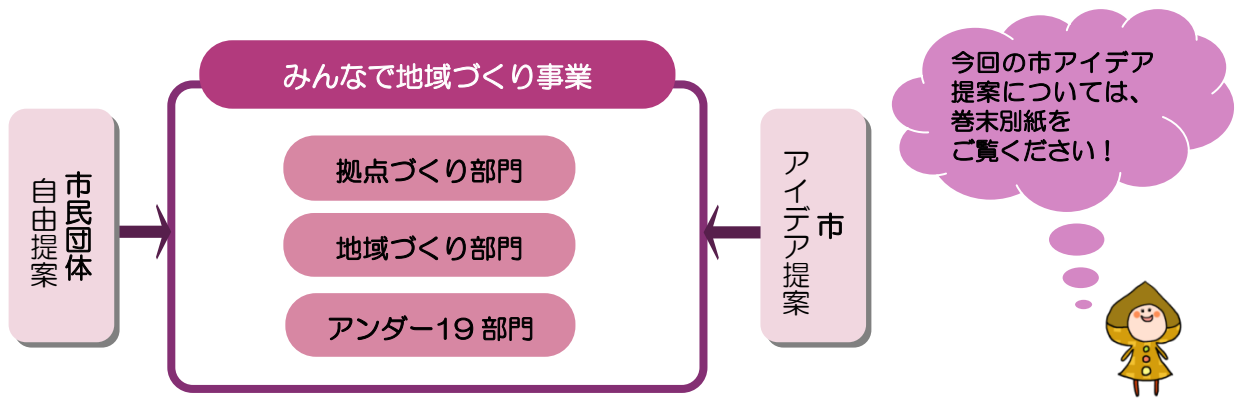 みんなで地域づくり事業
市民団体
自由提案
拠点づくり部門
地域づくり部門
アンダー19部門
市
アイデア提案
今回の市アイデア
提案については、
巻末別紙を
ご覧ください！